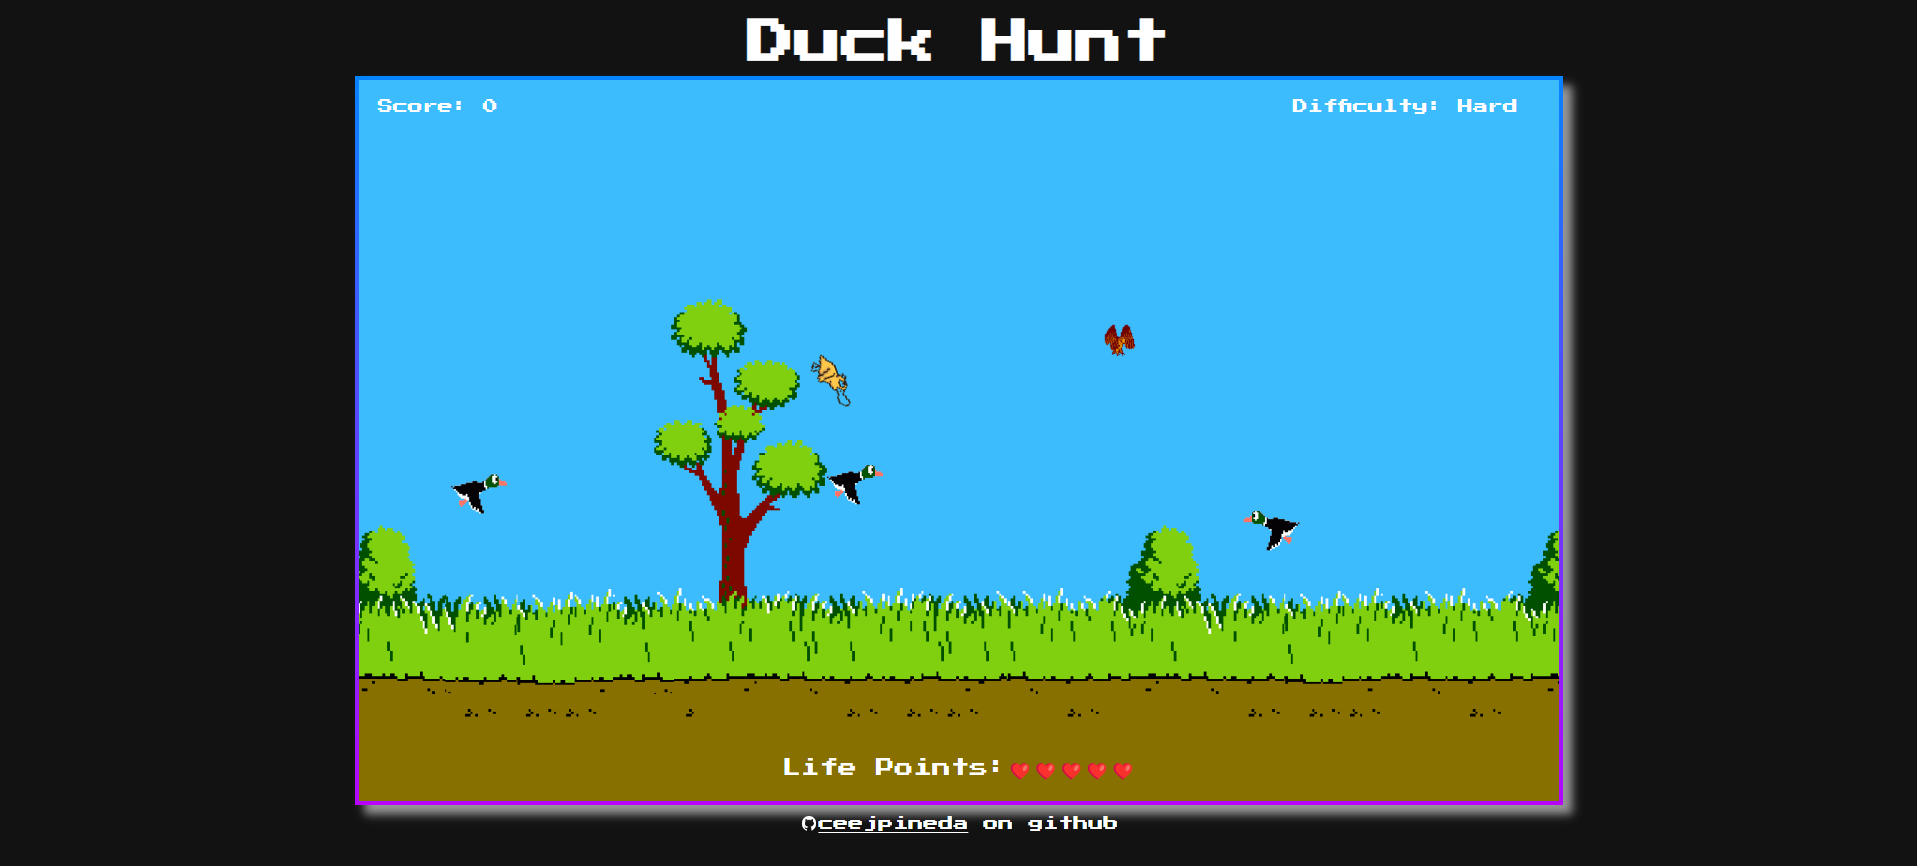 Duck Hunt
Score: 0
Difficulty: Hard
Life Points:
ceejpineda on github